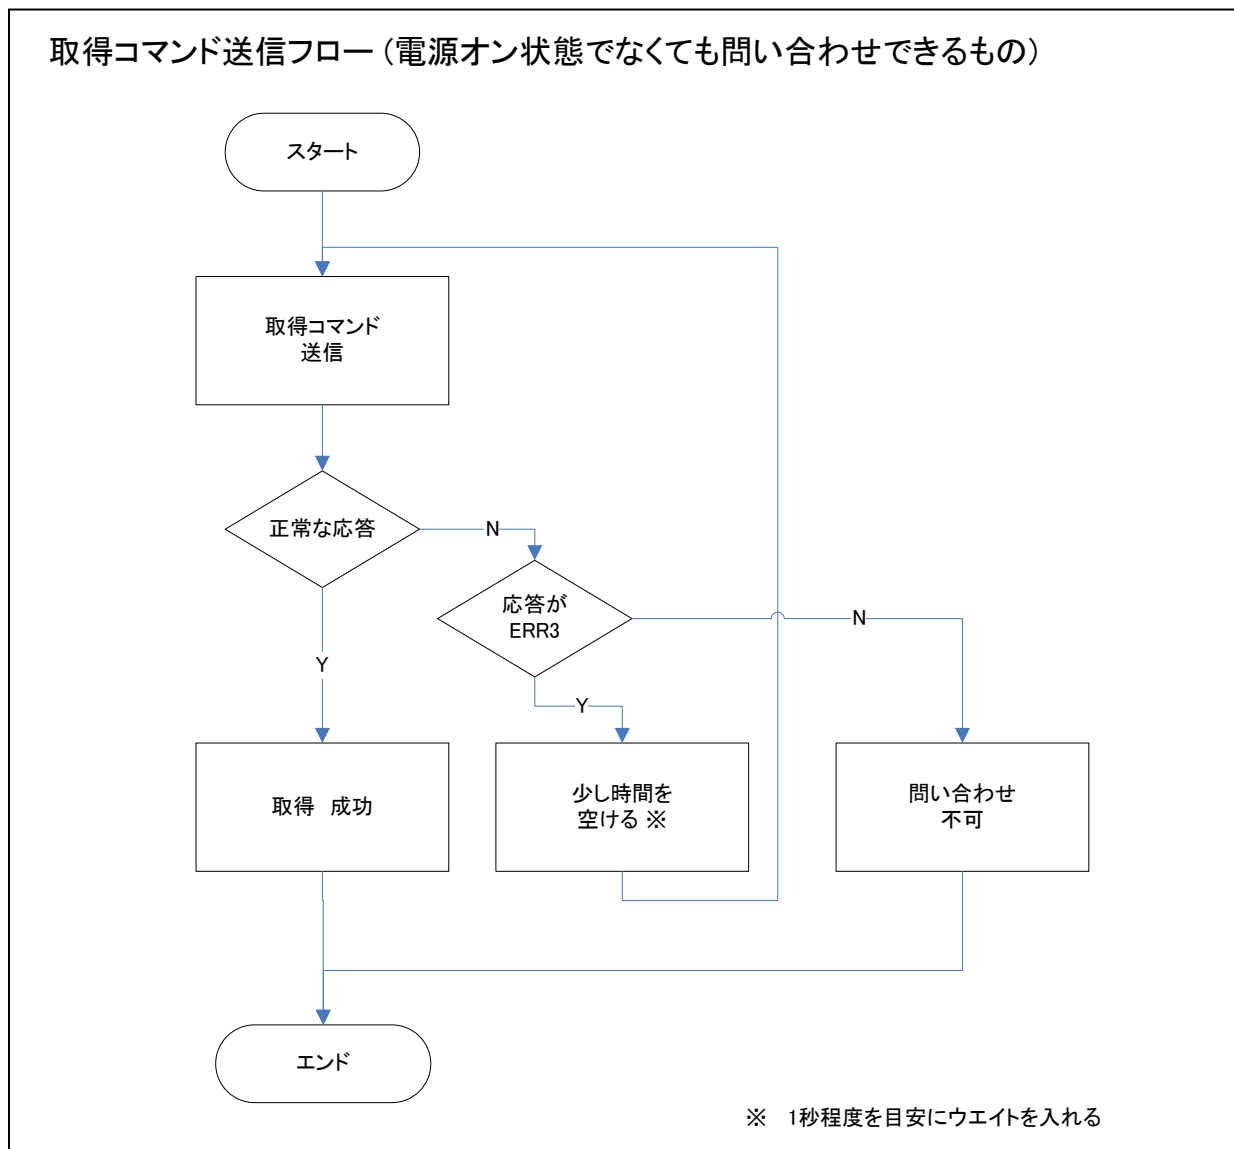 取得コマンド送信フロー（電源オン状態でなくても問い合わせできるもの）
スタート
取得コマンド
送信
正常な応答
N
応答が
ERR3
N
Y
Y
取得　成功
少し時間を
空ける ※
問い合わせ
不可
エンド
※　1秒程度を目安にウエイトを入れる